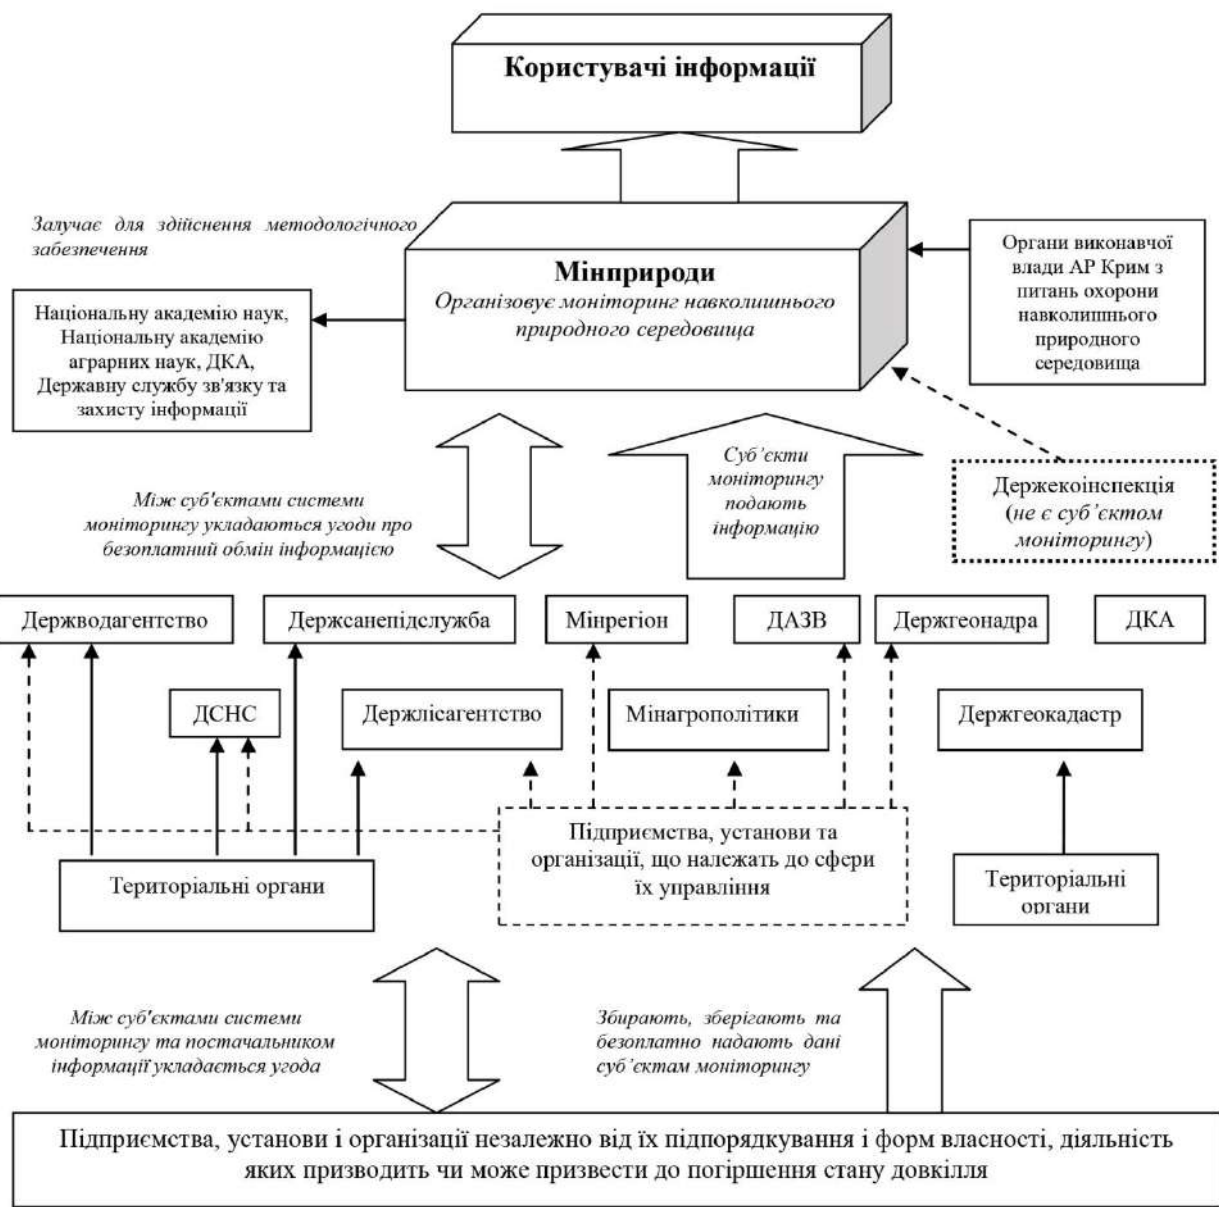 Користувачі інформації
Залучає для здійснення методологічного
забезпечення
Мінприроди
Організовує моніторинг навколишнього
природного середовища
Органи виконавчої
влади АР Крим з
питань охорони
навколишнього
природного
середовища
Національну академію наук,
Національну академію
аграрних наук, ДКА,
Державну службу зв'язку та
захисту інформації
Між суб'єктами системи
моніторингу укладаються угоди про
безоплатний обмін інформацією
Суб’єкти
моніторингу
подають
інформацію
Держекоінспекція
(не є суб’єктом
моніторингу)
Держводагентство
Держсанепідслужба
Мінрегіон
ДАЗВ
Держгеонадра
ДКА
ДСНС
Держлісагентство
Мінагрополітики
Держгеокадастр
Територіальні органи
Підприємства, установи та
організації, що належать до сфери
їх управління
Територіальні
органи
Між суб'єктами системи
моніторингу та постачальником
інформації укладається угода
Збирають, зберігають та
безоплатно надають дані
суб’єктам моніторингу
Підприємства, установи і організації незалежно від їх підпорядкування і форм власності, діяльність
яких призводить чи може призвести до погіршення стану довкілля